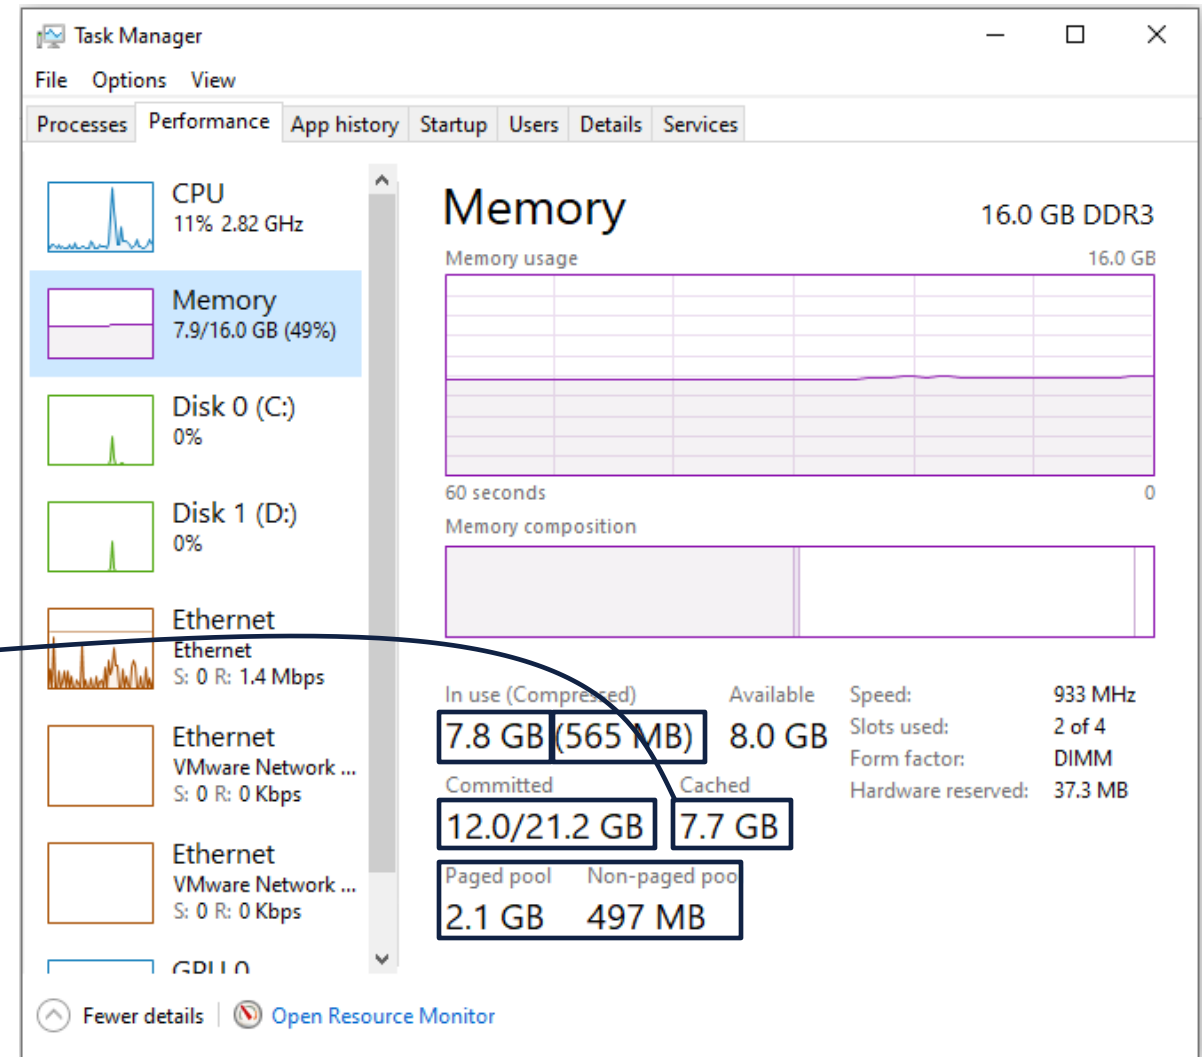 Task Manager
File Options View
Processes Performance App history Startup Users Details Services
CPU
11% 2.82 GHz
Memory
7.9/16.0 GB (49%)
Disk 0 (C:)
0%
Disk 1 (D:)
0%
Ethernet
Ethernet
S: 0 R: 1.4 Mbps
Ethernet
VMware Network ...
S: 0 R: 0 Kbps
Ethernet
VMware Network ...
S: 0 R: 0 Kbps
GPU 0
Memory 16.0 GB DDR3
Memory usage 16.0 GB
60 seconds 0
Memory composition
In use (Compressed) Available
7.8 GB (565 MB) 8.0 GB
Committed Cached
12.0/21.2 GB 7.7 GB
Paged pool Non-paged pool
2.1 GB 497 MB
Speed: 933 MHz
Slots used: 2 of 4
Form factor: DIMM
Hardware reserved: 37.3 MB
Fewer details Open Resource Monitor